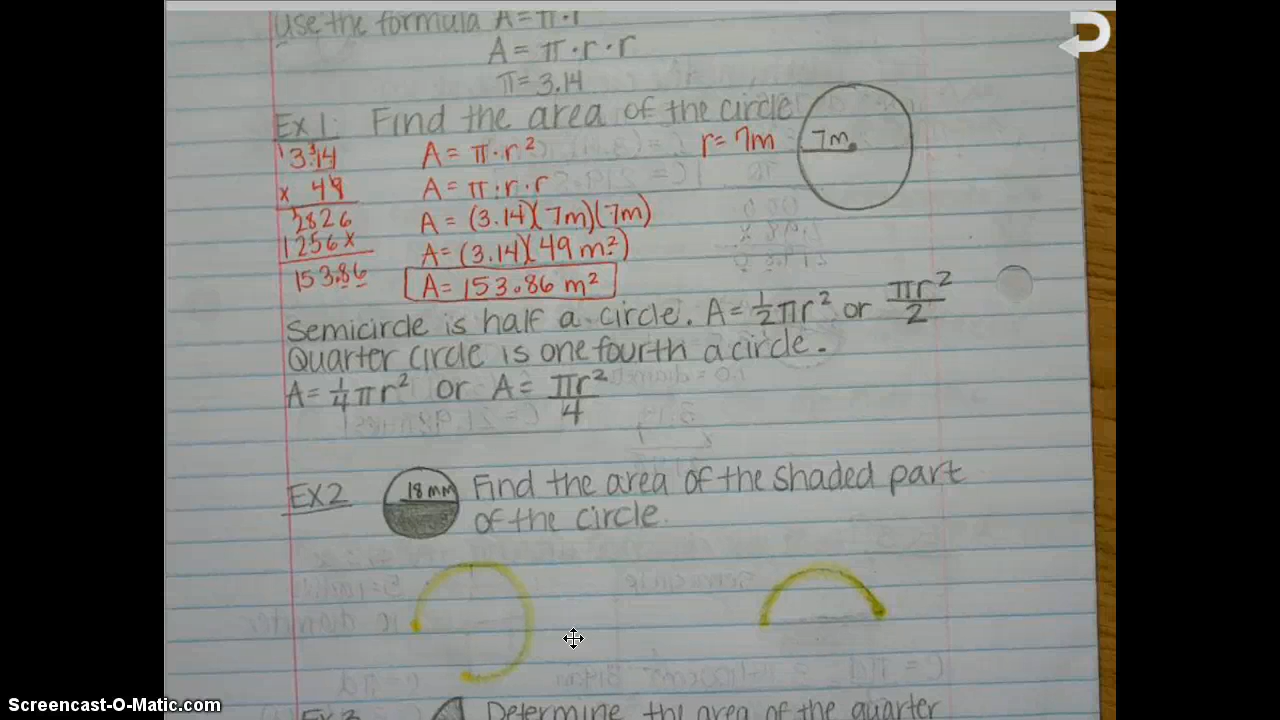 use the formula A = π · r
A = π · r · r
π = 3.14
Ex 1. Find the area of the circle
7m
r = 7m
3.14
x 49
2826
1256x
153.86
A = π · r²
A = π · r · r
A = (3.14)(7m)(7m)
A = (3.14)(49 m²)
A = 153.86 m²
Semicircle is half a circle. A = ½πr² or πr²/2
Quarter Circle is one fourth a circle.
A = ¼πr² or A = πr²/4
EX2 18 mm Find the area of the shaded part
of the circle.
Ex 3 Determine the area of the quarter
Screencast-O-Matic.com